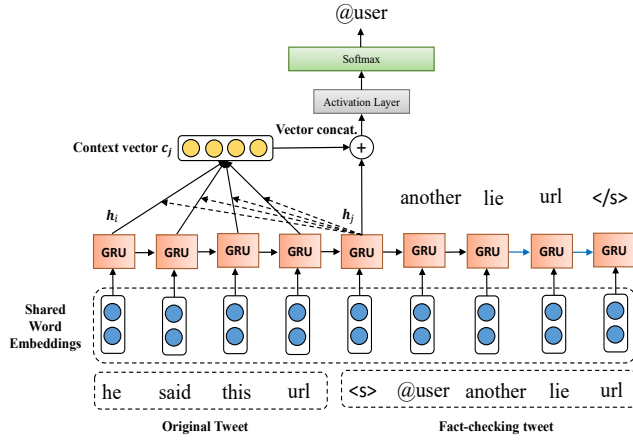 @user
Softmax
Activation Layer
Vector concat.
Context vector c_j
+
another lie url </s>
h_i h_j
GRU GRU GRU GRU GRU GRU GRU GRU GRU
Shared
Word
Embeddings
he said this url <s> @user another lie url
Original Tweet Fact-checking tweet